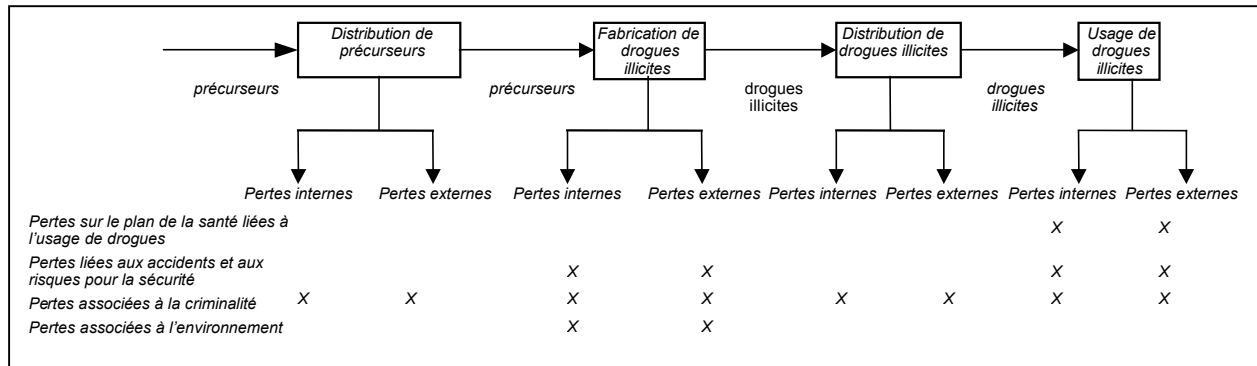 Distribution de
précurseurs
Fabrication de
drogues
illicites
Distribution de
drogues illicites
Usage de
drogues
illicites
précurseurs
précurseurs
drogues
illicites
drogues
illicites
Pertes internes Pertes externes Pertes internes Pertes externes Pertes internes Pertes externes Pertes internes Pertes externes
Pertes sur le plan de la santé liées à
l'usage de drogues
X X
Pertes liées aux accidents et aux
risques pour la sécurité
X X X X
Pertes associées à la criminalité X X X X X X X X
Pertes associées à l'environnement X X